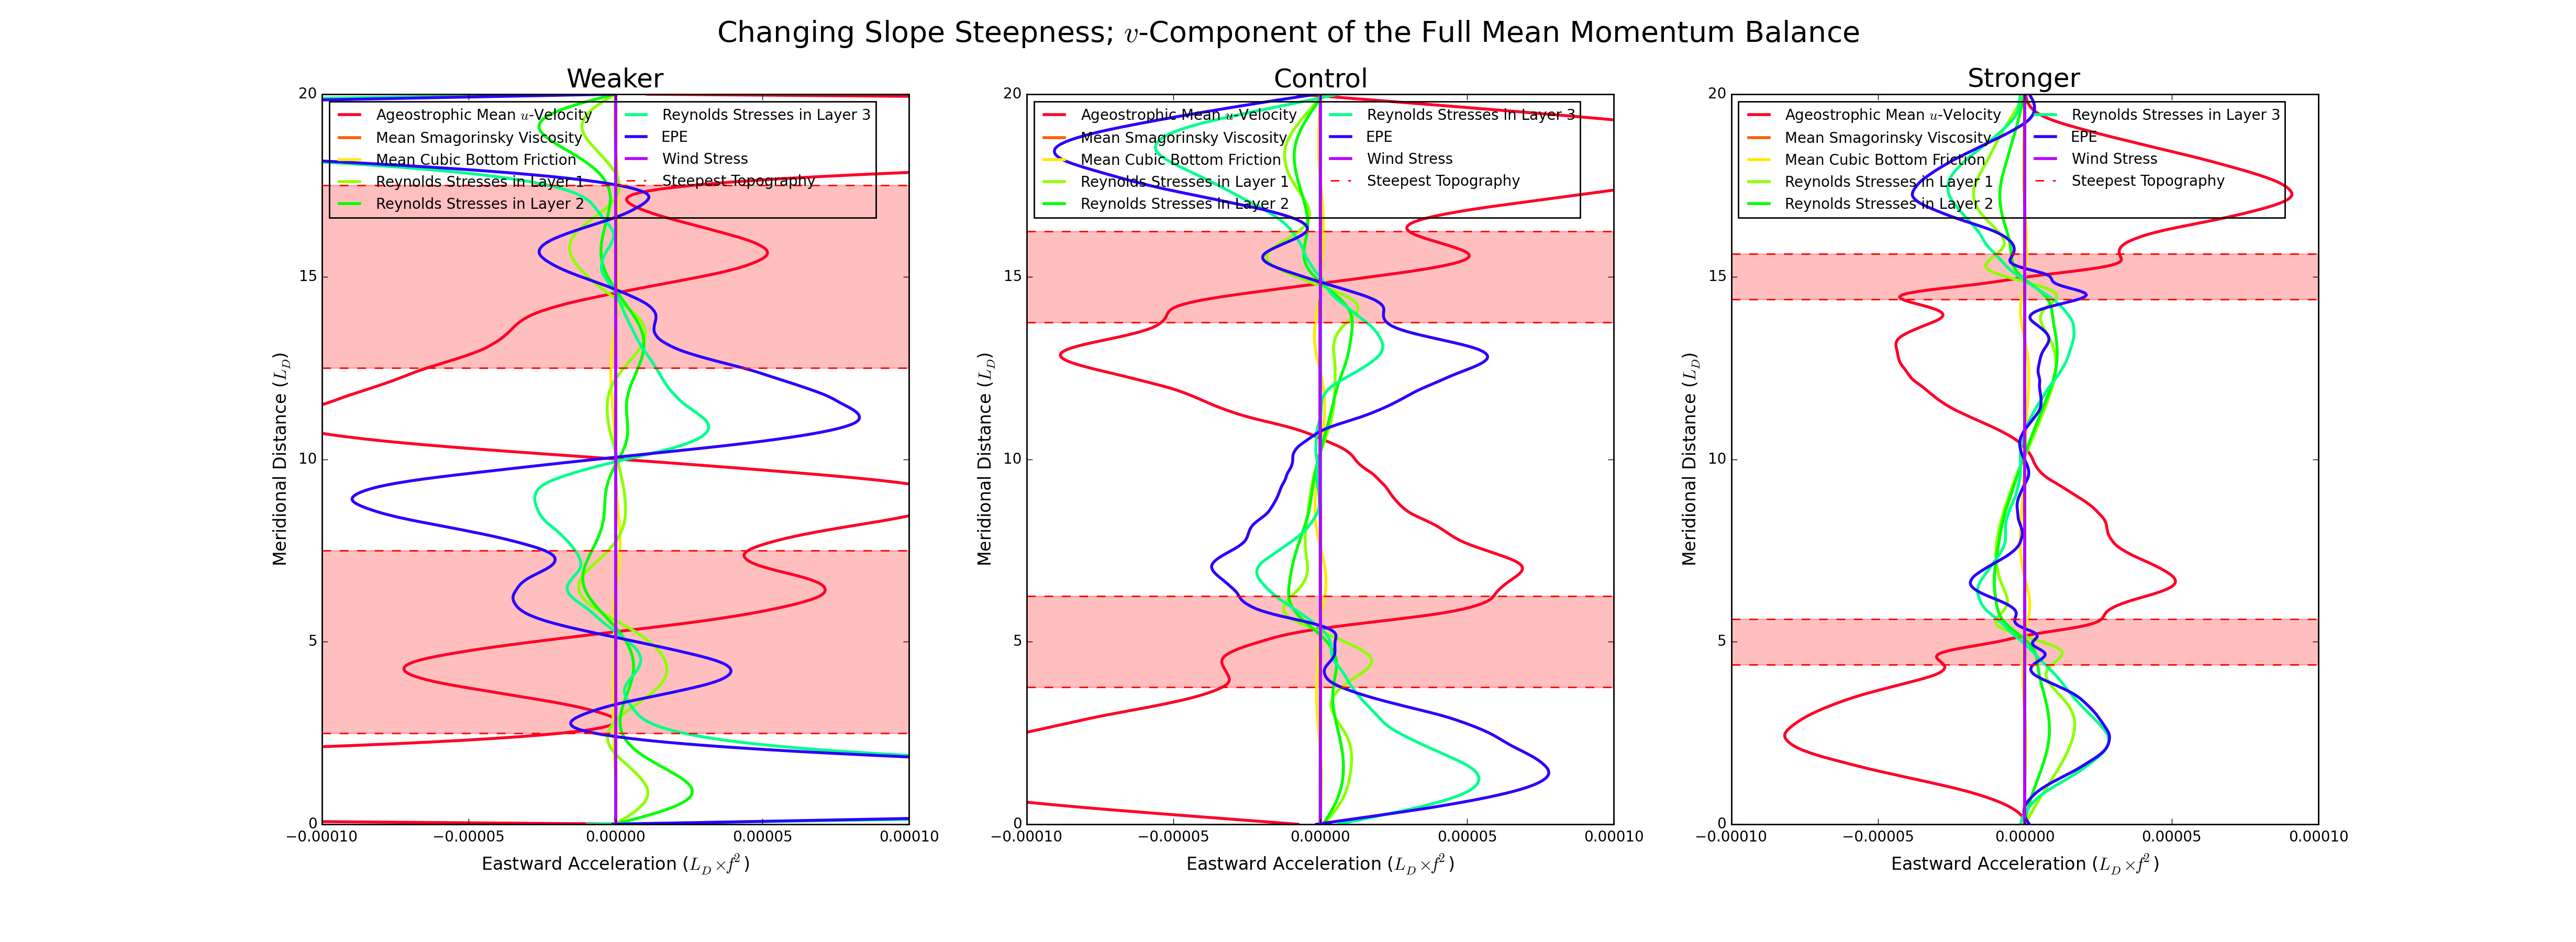 Changing Slope Steepness; v-Component of the Full Mean Momentum Balance
Weaker
20
15
10
5
0
Meridional Distance (L_D)
Ageostrophic Mean u-Velocity
Mean Smagorinsky Viscosity
Mean Cubic Bottom Friction
Reynolds Stresses in Layer 1
Reynolds Stresses in Layer 2
Reynolds Stresses in Layer 3
EPE
Wind Stress
Steepest Topography
−0.00010 −0.00005 0.00000 0.00005 0.00010
Eastward Acceleration (L_D×f²)
Control
20
15
10
5
0
Meridional Distance (L_D)
Ageostrophic Mean u-Velocity
Mean Smagorinsky Viscosity
Mean Cubic Bottom Friction
Reynolds Stresses in Layer 1
Reynolds Stresses in Layer 2
Reynolds Stresses in Layer 3
EPE
Wind Stress
Steepest Topography
−0.00010 −0.00005 0.00000 0.00005 0.00010
Eastward Acceleration (L_D×f²)
Stronger
20
15
10
5
0
Meridional Distance (L_D)
Ageostrophic Mean u-Velocity
Mean Smagorinsky Viscosity
Mean Cubic Bottom Friction
Reynolds Stresses in Layer 1
Reynolds Stresses in Layer 2
Reynolds Stresses in Layer 3
EPE
Wind Stress
Steepest Topography
−0.00010 −0.00005 0.00000 0.00005 0.00010
Eastward Acceleration (L_D×f²)